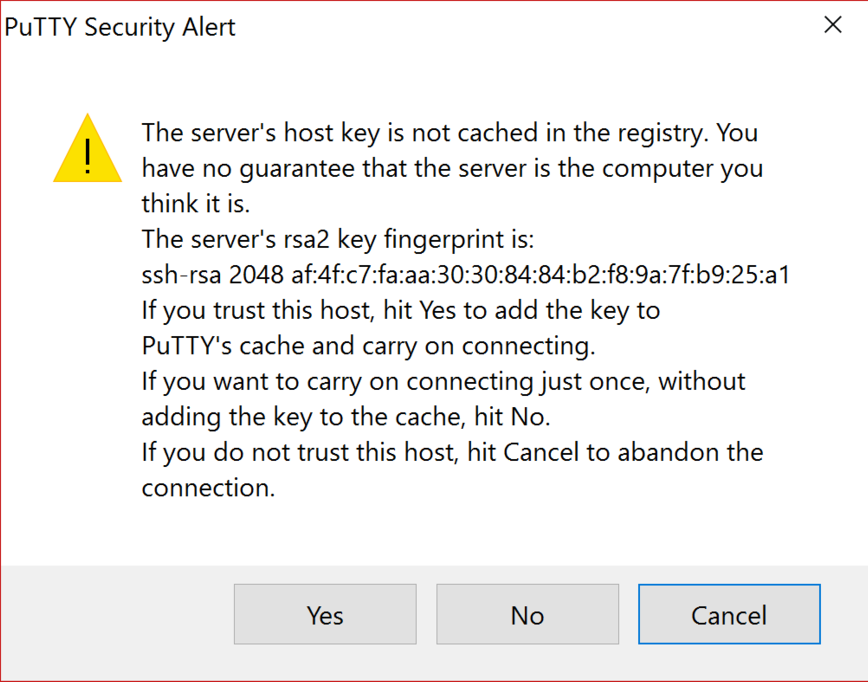 PuTTY Security Alert
!
The server's host key is not cached in the registry. You
have no guarantee that the server is the computer you
think it is.
The server's rsa2 key fingerprint is:
ssh-rsa 2048 af:4f:c7:fa:aa:30:30:84:84:b2:f8:9a:7f:b9:25:a1
If you trust this host, hit Yes to add the key to
PuTTY's cache and carry on connecting.
If you want to carry on connecting just once, without
adding the key to the cache, hit No.
If you do not trust this host, hit Cancel to abandon the
connection.
Yes
No
Cancel